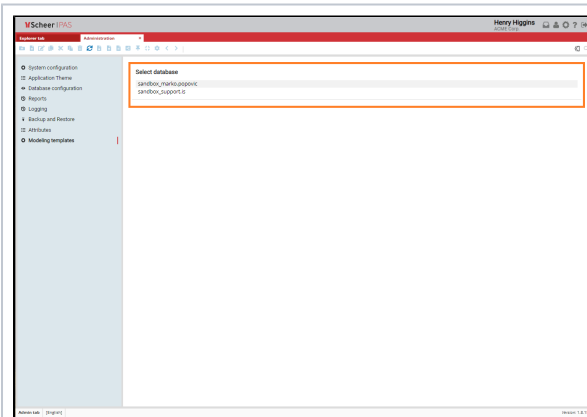 Scheer PAS
Henry Higgins
ACME Corp.
Explorer tab
Administration
System configuration
Application Theme
Database configuration
Reports
Logging
Backup and Restore
Attributes
Modeling templates
Select database
sandbox_marko.popovic
sandbox_support.is
Admin tab
[English]